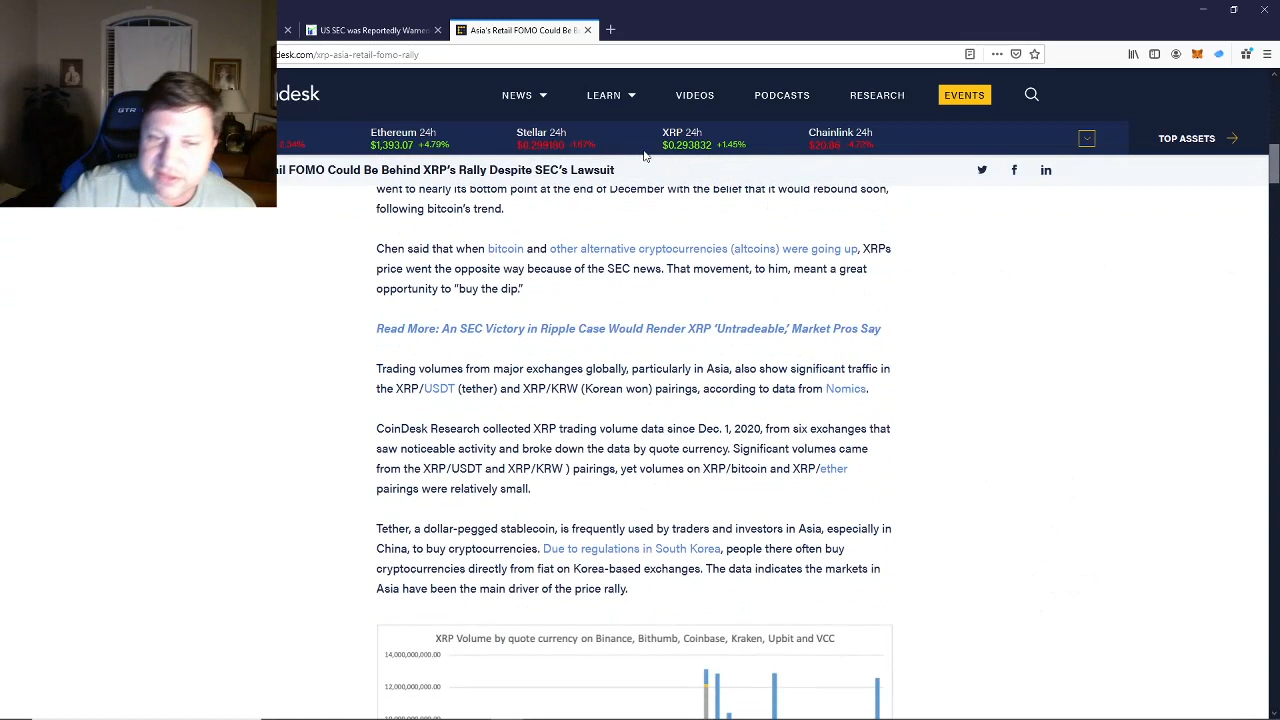 US SEC was Reportedly Warned
Asia's Retail FOMO Could Be B
desk.com/xrp-asia-retail-fomo-rally
GTR
desk
NEWS
LEARN
VIDEOS
PODCASTS
RESEARCH
EVENTS
2.34%
Ethereum 24h
$1,393.07 +4.79%
Stellar 24h
$0.299180 -1.67%
XRP 24h
$0.293832 +1.45%
Chainlink 24h
$20.86 -4.72%
TOP ASSETS
ail FOMO Could Be Behind XRP's Rally Despite SEC's Lawsuit
went to nearly its bottom point at the end of December with the belief that it would rebound soon,
following bitcoin's trend.
Chen said that when bitcoin and other alternative cryptocurrencies (altcoins) were going up, XRPs
price went the opposite way because of the SEC news. That movement, to him, meant a great
opportunity to "buy the dip."
Read More: An SEC Victory in Ripple Case Would Render XRP 'Untradeable,' Market Pros Say
Trading volumes from major exchanges globally, particularly in Asia, also show significant traffic in
the XRP/USDT (tether) and XRP/KRW (Korean won) pairings, according to data from Nomics.
CoinDesk Research collected XRP trading volume data since Dec. 1, 2020, from six exchanges that
saw noticeable activity and broke down the data by quote currency. Significant volumes came
from the XRP/USDT and XRP/KRW ) pairings, yet volumes on XRP/bitcoin and XRP/ether
pairings were relatively small.
Tether, a dollar-pegged stablecoin, is frequently used by traders and investors in Asia, especially in
China, to buy cryptocurrencies. Due to regulations in South Korea, people there often buy
cryptocurrencies directly from fiat on Korea-based exchanges. The data indicates the markets in
Asia have been the main driver of the price rally.
XRP Volume by quote currency on Binance, Bithumb, Coinbase, Kraken, Upbit and VCC
14,000,000,000.00
12,000,000,000.00